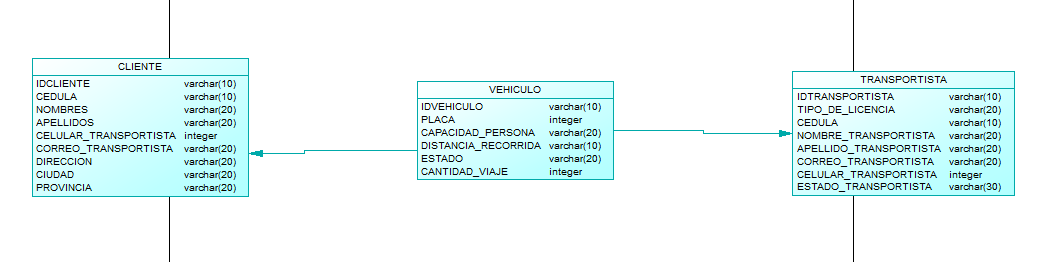 CLIENTE
IDCLIENTE varchar(10)
CEDULA varchar(10)
NOMBRES varchar(20)
APELLIDOS varchar(20)
CELULAR_TRANSPORTISTA integer
CORREO_TRANSPORTISTA varchar(20)
DIRECCION varchar(20)
CIUDAD varchar(20)
PROVINCIA varchar(20)
VEHICULO
IDVEHICULO varchar(10)
PLACA integer
CAPACIDAD_PERSONA varchar(20)
DISTANCIA_RECORRIDA varchar(10)
ESTADO varchar(20)
CANTIDAD_VIAJE integer
TRANSPORTISTA
IDTRANSPORTISTA varchar(10)
TIPO_DE_LICENCIA varchar(20)
CEDULA varchar(10)
NOMBRE_TRANSPORTISTA varchar(20)
APELLIDO_TRANSPORTISTA varchar(20)
CORREO_TRANSPORTISTA varchar(20)
CELULAR_TRANSPORTISTA integer
ESTADO_TRANSPORTISTA varchar(30)